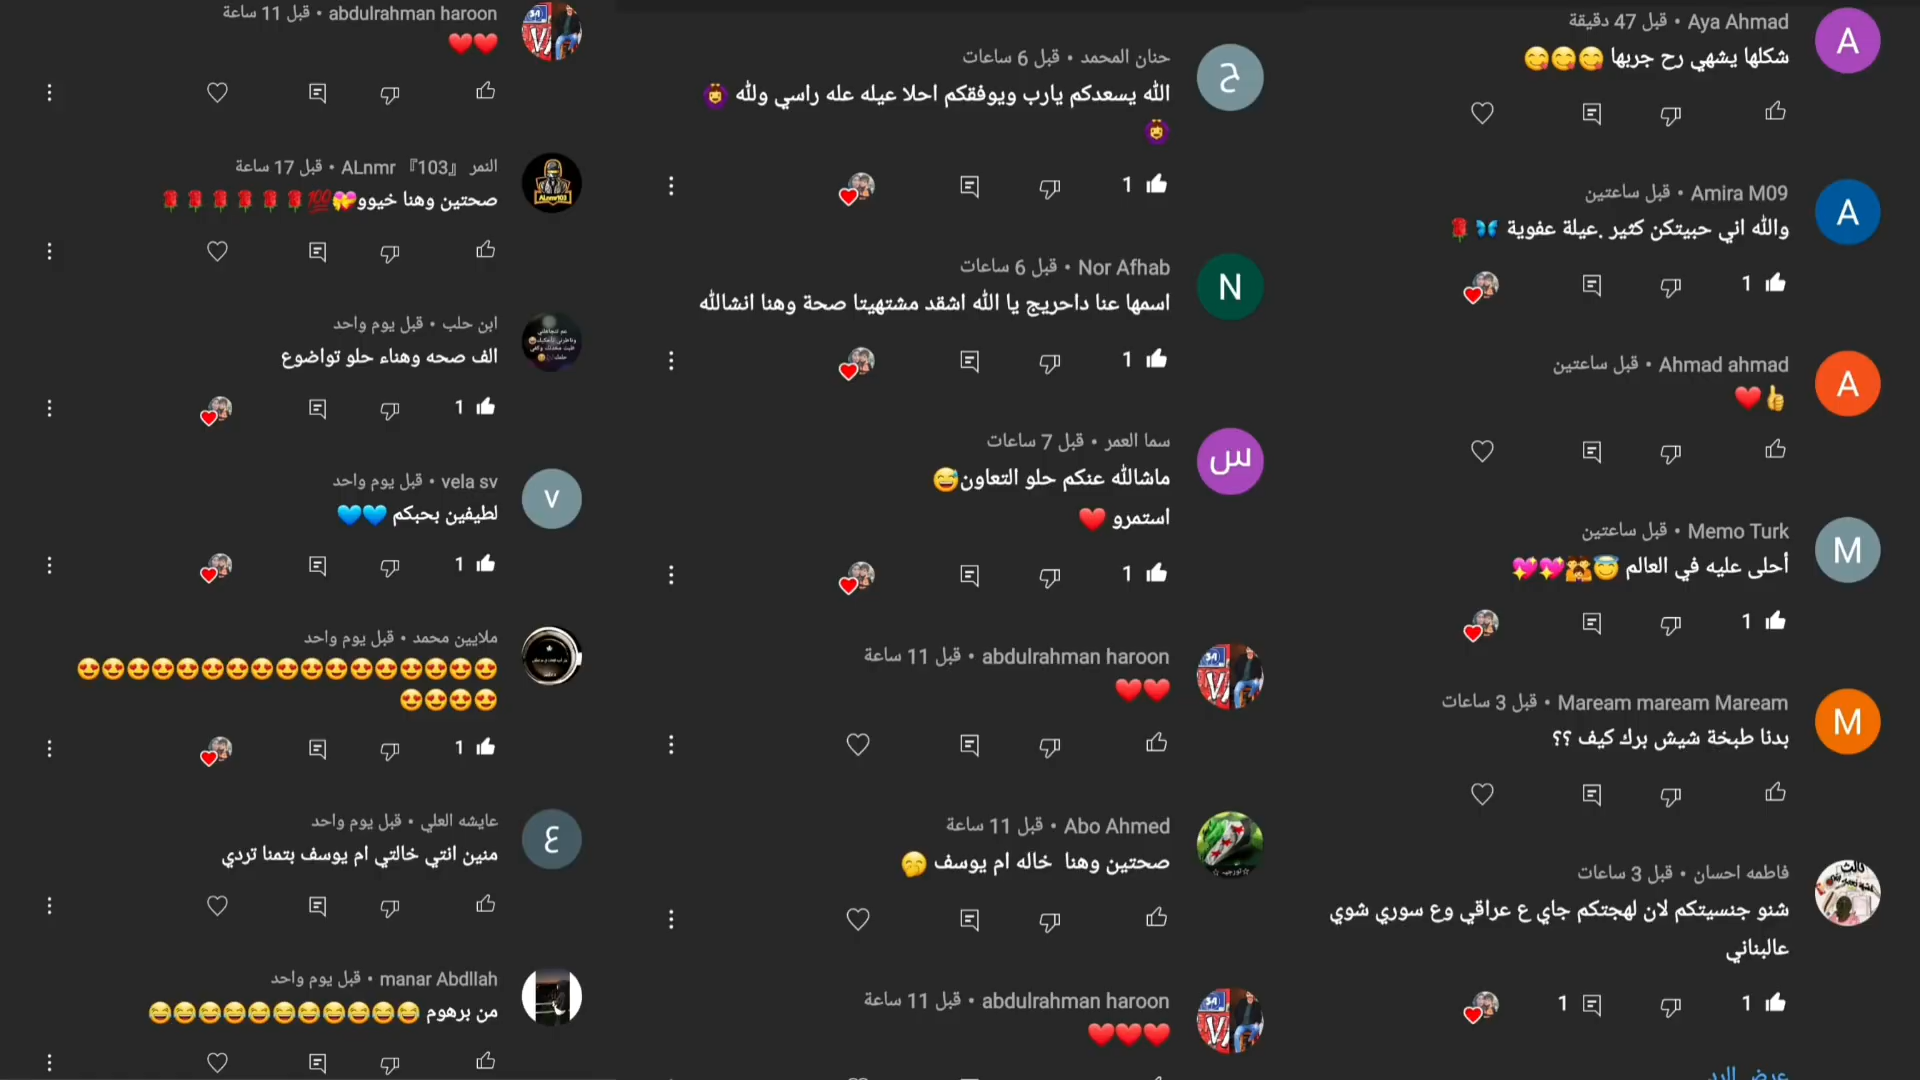 Aya Ahmad • قبل 47 دقيقة
شكلها يشهي رح جربها 😋😋😋
Amira M09 • قبل ساعتين
والله اني حبيتكن كثير .عيلة عفوية 🦋🌹
1
Ahmad ahmad • قبل ساعتين
👍❤️
Memo Turk • قبل ساعتين
أحلى عليه في العالم 😇👨‍👩‍👧💖💖
1
Maream maream Maream • قبل 3 ساعات
بدنا طبخة شيش برك كيف ؟؟
فاطمه احسان • قبل 3 ساعات
شنو جنسيتكم لان لهجتكم جاي ع عراقي وع سوري شوي
عالبناني
1 1
حنان المحمد • قبل 6 ساعات
الله يسعدكم يارب ويوفقكم احلا عيله عله راسي ولله 🙆‍♀️
🙆‍♀️
1
Nor Afhab • قبل 6 ساعات
اسمها عنا داحريج يا الله اشقد مشتهيتا صحة وهنا انشالله
1
سما العمر • قبل 7 ساعات
ماشالله عنكم حلو التعاون😅
استمرو ❤️
1
abdulrahman haroon • قبل 11 ساعة
❤️❤️
Abo Ahmed • قبل 11 ساعة
صحتين وهنا خاله ام يوسف 🤭
abdulrahman haroon • قبل 11 ساعة
❤️❤️❤️
abdulrahman haroon • قبل 11 ساعة
❤️❤️
النمر ALnmr 『103』 • قبل 17 ساعة
صحتين وهنا خيوو💝💯🌹🌹🌹🌹🌹🌹
ابن حلب • قبل يوم واحد
الف صحه وهناء حلو تواضوع
1
vela sv • قبل يوم واحد
لطيفين بحبكم 💙💙
1
ملايين محمد • قبل يوم واحد
😍😍😍😍😍😍😍😍😍😍😍😍😍😍😍😍😍
😍😍😍😍
1
عايشه العلي • قبل يوم واحد
منين انتي خالتي ام يوسف بتمنا تردي
manar Abdllah • قبل يوم واحد
من برهوم 😂😂😂😂😂😂😂😂😂😂😂